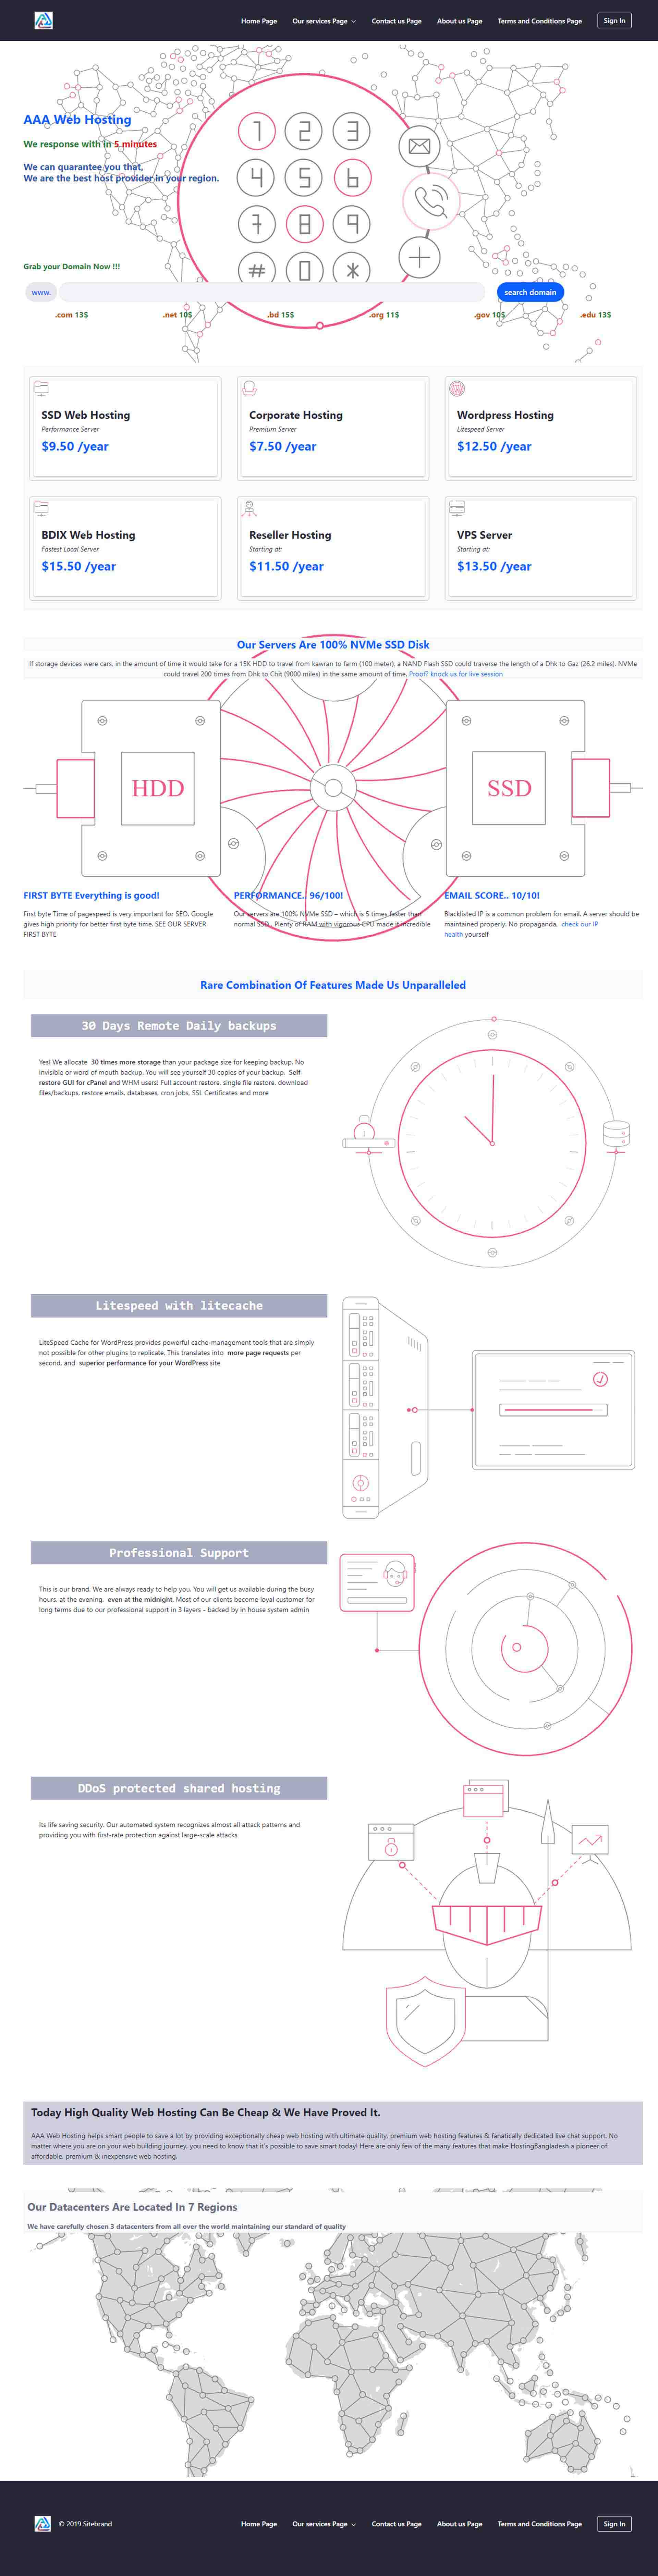 Home Page Our services Page Contact us Page About us Page Terms and Conditions Page Sign In
AAA Web Hosting
We response with in 5 minutes
We can quarantee you that,
We are the best host provider in your region.
1 2 3
4 5 6
7 8 9
# 0 *
Grab your Domain Now !!!
www. search domain
.com 13$ .net 10$ .bd 15$ .org 11$ .gov 10$ .edu 13$
SSD Web Hosting
Performance Server
$9.50 /year
Corporate Hosting
Premium Server
$7.50 /year
Wordpress Hosting
Litespeed Server
$12.50 /year
BDIX Web Hosting
Fastest Local Server
$15.50 /year
Reseller Hosting
Starting at:
$11.50 /year
VPS Server
Starting at:
$13.50 /year
Our Servers Are 100% NVMe SSD Disk
If storage devices were cars, in the amount of time it would take for a 15K HDD to travel from kawran to farm (100 meter), a NAND Flash SSD could traverse the length of a Dhk to Gaz (26.2 miles). NVMe
could travel 200 times from Dhk to Chit (9000 miles) in the same amount of time. Proof? knock us for live session
HDD SSD
FIRST BYTE Everything is good!
First byte Time of pagespeed is very important for SEO. Google
gives high priority for better first byte time. SEE OUR SERVER
FIRST BYTE
PERFORMANCE.. 96/100!
Our servers are 100% NVMe SSD – which is 5 times faster than
normal SSD . Plenty of RAM with vigorous CPU made it incredible
EMAIL SCORE.. 10/10!
Blacklisted IP is a common problem for email. A server should be
maintained properly. No propaganda, check our IP
health yourself
Rare Combination Of Features Made Us Unparalleled
30 Days Remote Daily backups
Yes! We allocate 30 times more storage than your package size for keeping backup. No
invisible or word of mouth backup. You will see yourself 30 copies of your backup. Self-
restore GUI for cPanel and WHM users! Full account restore, single file restore, download
files/backups, restore emails, databases, cron jobs, SSL Certificates and more
Litespeed with litecache
LiteSpeed Cache for WordPress provides powerful cache-management tools that are simply
not possible for other plugins to replicate. This translates into more page requests per
second, and superior performance for your WordPress site
Professional Support
This is our brand. We are always ready to help you. You will get us available during the busy
hours, at the evening, even at the midnight. Most of our clients become loyal customer for
long terms due to our professional support in 3 layers - backed by in house system admin
DDoS protected shared hosting
Its life saving security. Our automated system recognizes almost all attack patterns and
providing you with first-rate protection against large-scale attacks
Today High Quality Web Hosting Can Be Cheap & We Have Proved It.
AAA Web Hosting helps smart people to save a lot by providing exceptionally cheap web hosting with ultimate quality, premium web hosting features & fanatically dedicated live chat support. No
matter where you are on your web building journey, you need to know that it's possible to save smart today! Here are only few of the many features that make HostingBangladesh a pioneer of
affordable, premium & inexpensive web hosting.
Our Datacenters Are Located In 7 Regions
We have carefully chosen 3 datacenters from all over the world maintaining our standard of quality
© 2019 Sitebrand Home Page Our services Page Contact us Page About us Page Terms and Conditions Page Sign In